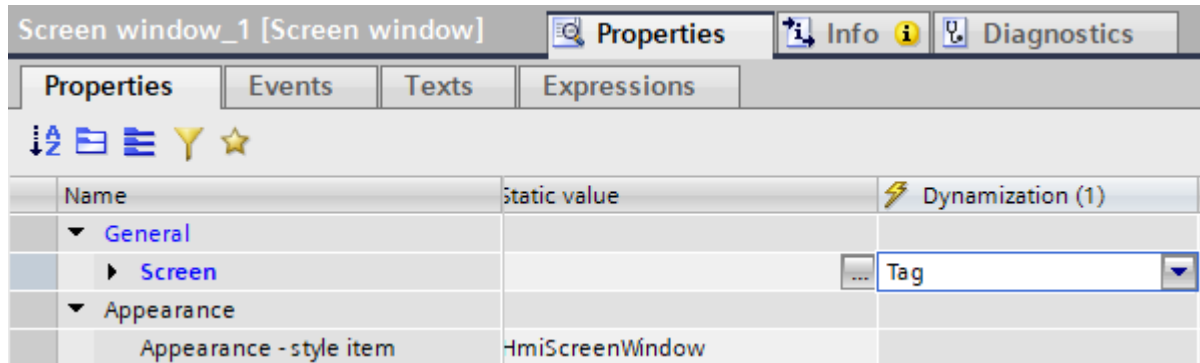 Screen window_1 [Screen window] Properties Info Diagnostics
Properties Events Texts Expressions
Name Static value Dynamization (1)
General
Screen ... Tag
Appearance
Appearance - style item HmiScreenWindow